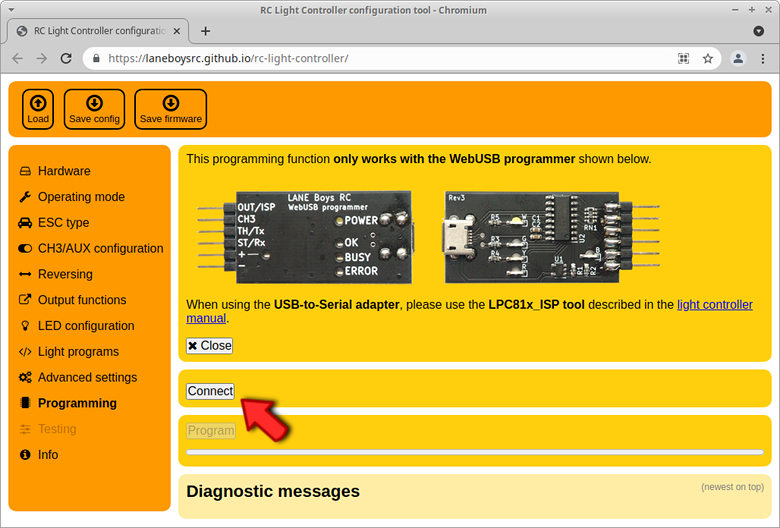 RC Light Controller configuration tool - Chromium
RC Light Controller configuratio
https://laneboysrc.github.io/rc-light-controller/
Load
Save config
Save firmware
Hardware
Operating mode
ESC type
CH3/AUX configuration
Reversing
Output functions
LED configuration
Light programs
Advanced settings
Programming
Testing
Info
This programming function only works with the WebUSB programmer shown below.
OUT/ISP
CH3
TH/Tx
ST/Rx
+
−
LANE Boys RC
WebUSB programmer
POWER
OK
BUSY
ERROR
Rev3
R5
R3
R4
W
G
Y
R
C1
C2
U2
RN1
U1
R1
R2
B
When using the USB-to-Serial adapter, please use the LPC81x_ISP tool described in the light controller
manual.
✖ Close
Connect
Program
Diagnostic messages
(newest on top)